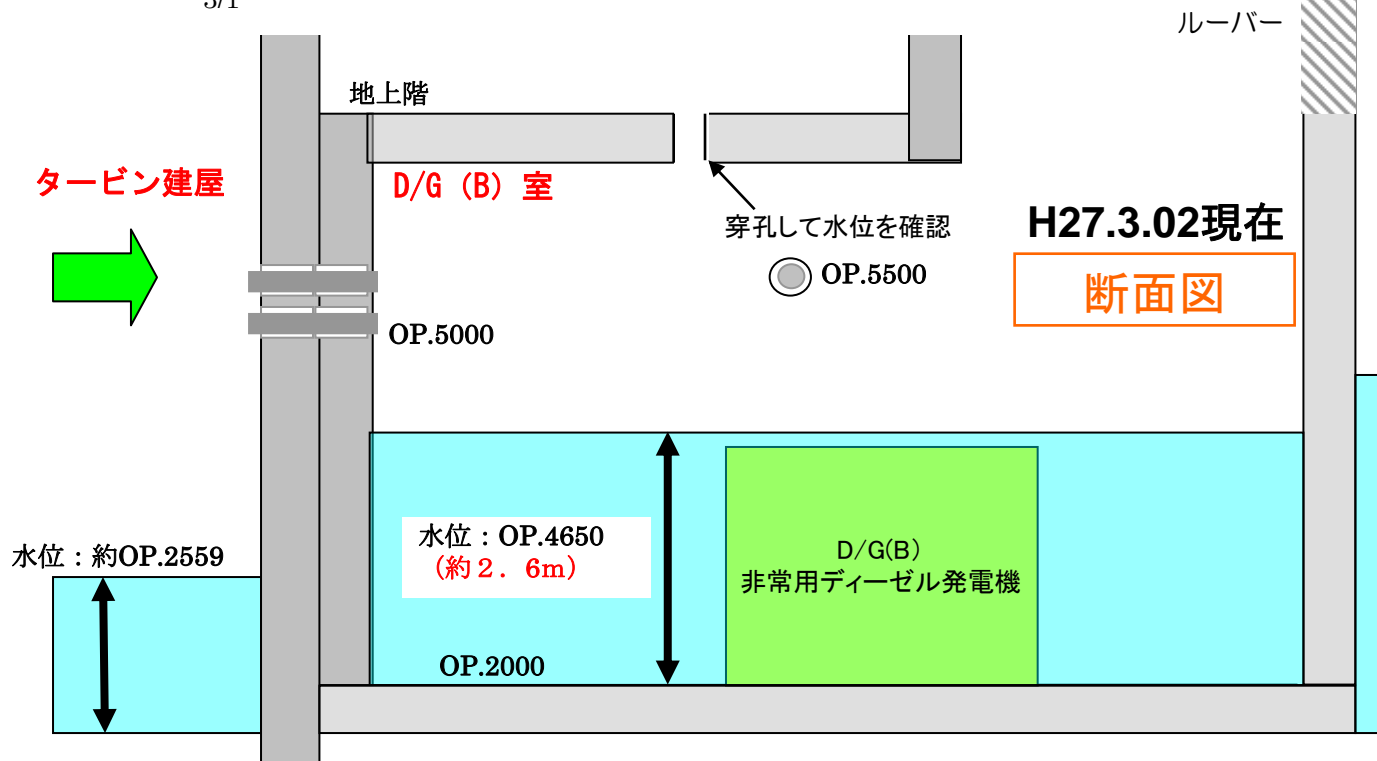 3/1
ルーバー
地上階
タービン建屋
D/G (B) 室
穿孔して水位を確認
OP.5500
H27.3.02現在
断面図
OP.5000
水位：約OP.2559
水位：OP.4650
(約２．６m)
D/G(B)
非常用ディーゼル発電機
OP.2000